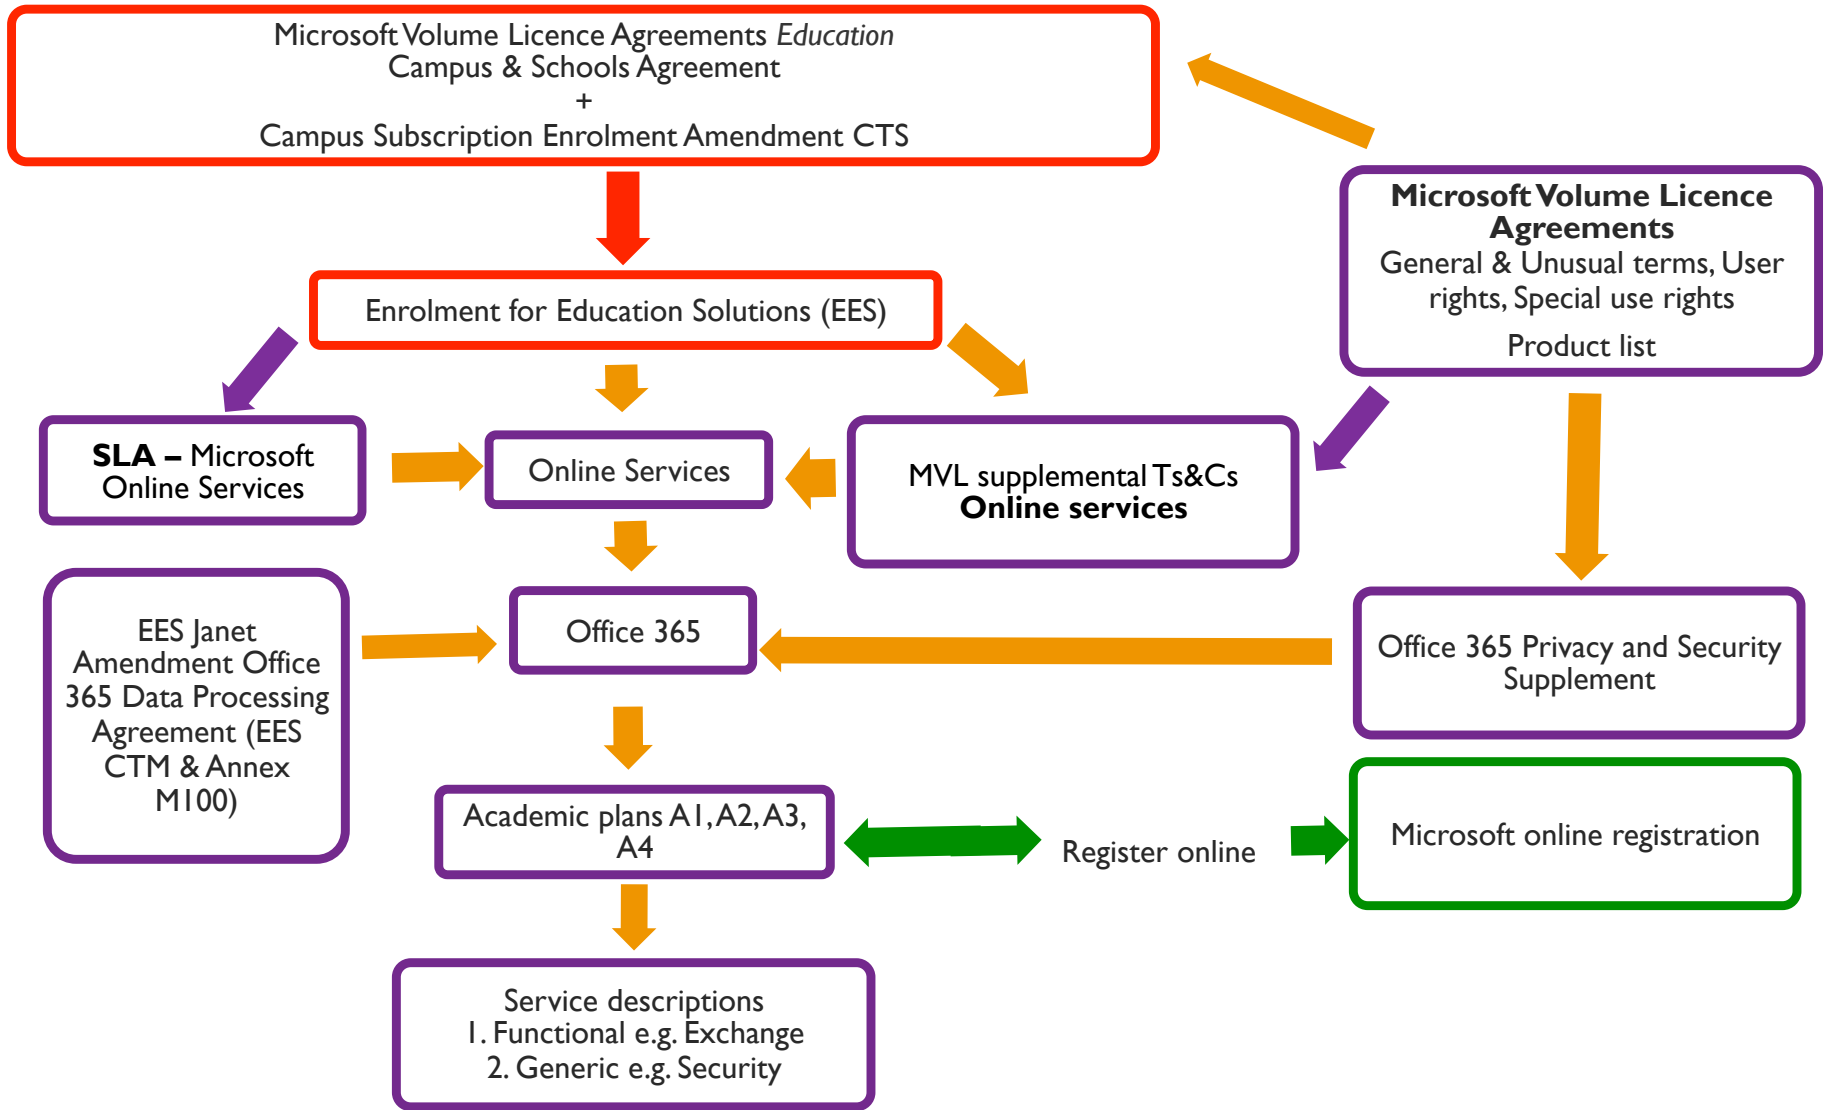 Microsoft Volume Licence Agreements Education
Campus & Schools Agreement
+
Campus Subscription Enrolment Amendment CTS
Microsoft Volume Licence
Agreements
General & Unusual terms, User
rights, Special use rights
Product list
Enrolment for Education Solutions (EES)
SLA – Microsoft
Online Services
Online Services
MVL supplemental Ts&Cs
Online services
EES Janet
Amendment Office
365 Data Processing
Agreement (EES
CTM & Annex
M100)
Office 365
Office 365 Privacy and Security
Supplement
Academic plans A1, A2, A3,
A4
Register online
Microsoft online registration
Service descriptions
1. Functional e.g. Exchange
2. Generic e.g. Security